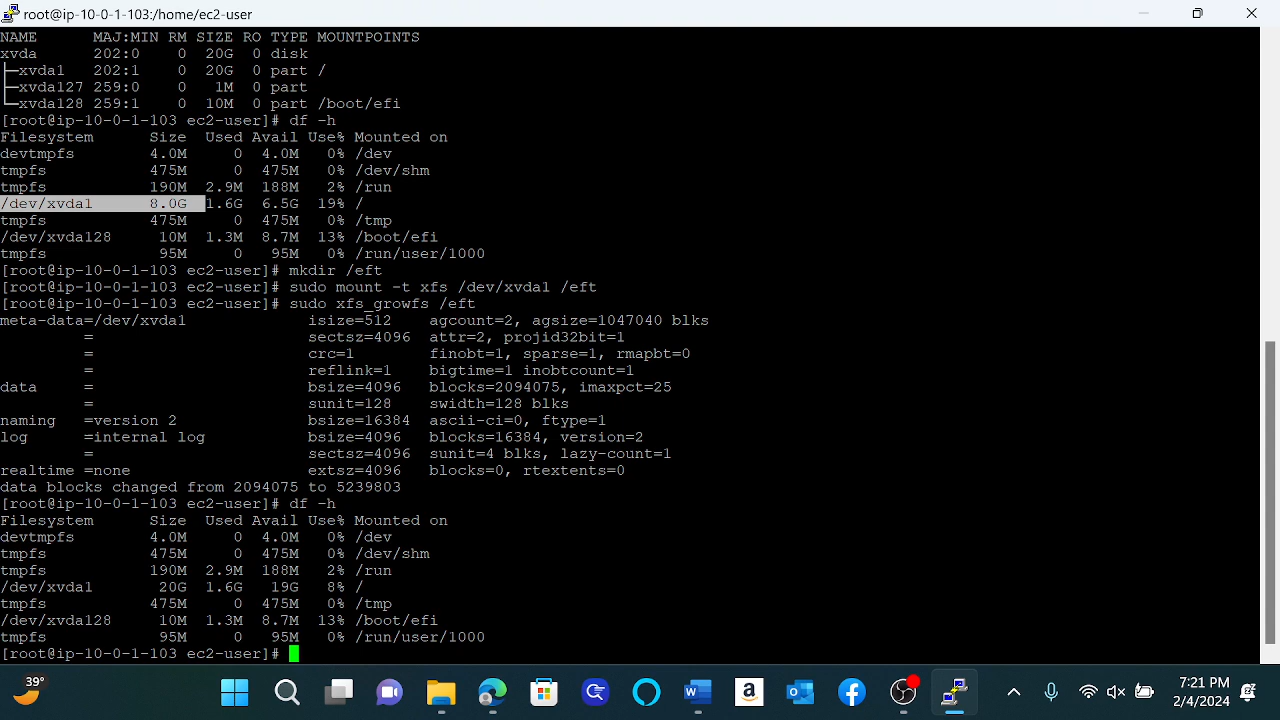 root@ip-10-0-1-103:/home/ec2-user
NAME      MAJ:MIN RM SIZE RO TYPE MOUNTPOINTS
xvda      202:0    0  20G  0 disk
├─xvda1   202:1    0  20G  0 part /
├─xvda127 259:0    0   1M  0 part
└─xvda128 259:1    0  10M  0 part /boot/efi
[root@ip-10-0-1-103 ec2-user]# df -h
Filesystem      Size  Used Avail Use% Mounted on
devtmpfs        4.0M     0  4.0M   0% /dev
tmpfs           475M     0  475M   0% /dev/shm
tmpfs           190M  2.9M  188M   2% /run
/dev/xvda1      8.0G  1.6G  6.5G  19% /
tmpfs           475M     0  475M   0% /tmp
/dev/xvda128     10M  1.3M  8.7M  13% /boot/efi
tmpfs            95M     0   95M   0% /run/user/1000
[root@ip-10-0-1-103 ec2-user]# mkdir /eft
[root@ip-10-0-1-103 ec2-user]# sudo mount -t xfs /dev/xvda1 /eft
[root@ip-10-0-1-103 ec2-user]# sudo xfs_growfs /eft
meta-data=/dev/xvda1             isize=512    agcount=2, agsize=1047040 blks
         =                       sectsz=4096  attr=2, projid32bit=1
         =                       crc=1        finobt=1, sparse=1, rmapbt=0
         =                       reflink=1    bigtime=1 inobtcount=1
data     =                       bsize=4096   blocks=2094075, imaxpct=25
         =                       sunit=128    swidth=128 blks
naming   =version 2              bsize=16384  ascii-ci=0, ftype=1
log      =internal log           bsize=4096   blocks=16384, version=2
         =                       sectsz=4096  sunit=4 blks, lazy-count=1
realtime =none                   extsz=4096   blocks=0, rtextents=0
data blocks changed from 2094075 to 5239803
[root@ip-10-0-1-103 ec2-user]# df -h
Filesystem      Size  Used Avail Use% Mounted on
devtmpfs        4.0M     0  4.0M   0% /dev
tmpfs           475M     0  475M   0% /dev/shm
tmpfs           190M  2.9M  188M   2% /run
/dev/xvda1       20G  1.6G   19G   8% /
tmpfs           475M     0  475M   0% /tmp
/dev/xvda128     10M  1.3M  8.7M  13% /boot/efi
tmpfs            95M     0   95M   0% /run/user/1000
[root@ip-10-0-1-103 ec2-user]#
39°
7:21 PM
2/4/2024